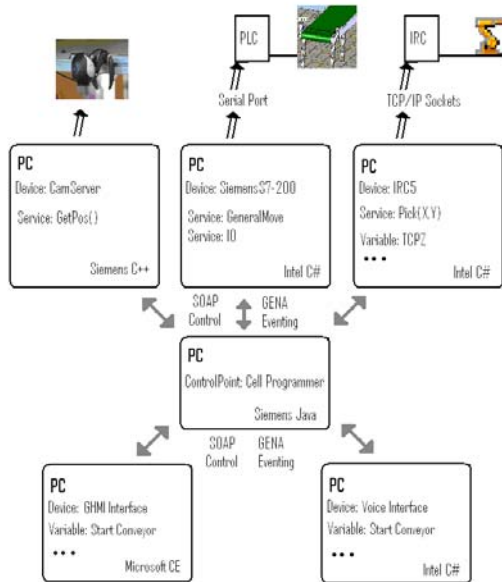 PLC
IRC
Serial Port
TCP/IP Sockets
PC
Device: CamServer
Service: GetPos()
Siemens C++
PC
Device: SiemensS7-200
Service: GeneralMove
Service: IO
Intel C#
PC
Device: IRC5
Service: Pick(X,Y)
Variable: TCPZ
•••
Intel C#
SOAP
Control
GENA
Eventing
PC
ControlPoint: Cell Programmer
Siemens Java
SOAP
Control
GENA
Eventing
PC
Device: GHMI Interface
Variable: Start Conveyor
•••
Microsoft CE
PC
Device: Voice Interface
Variable: Start Conveyor
•••
Intel C#